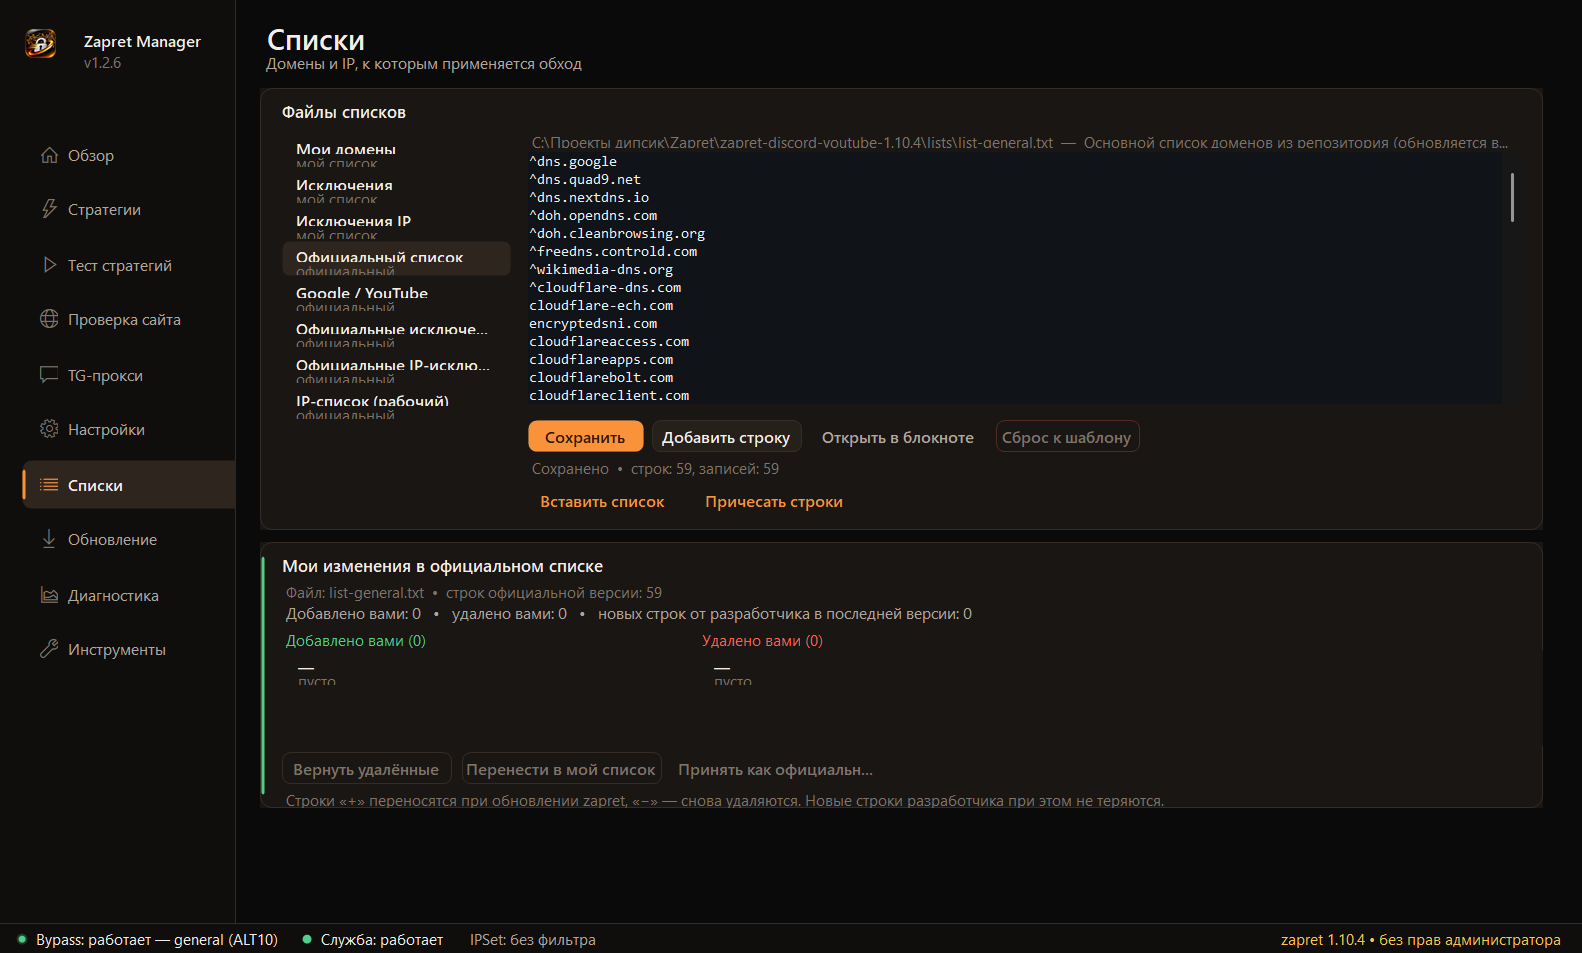 Zapret Manager
v1.2.6
Обзор
Стратегии
Тест стратегий
Проверка сайта
TG-прокси
Настройки
Списки
Обновление
Диагностика
Инструменты
Списки
Домены и IP, к которым применяется обход
Файлы списков
Мои домены
мой список
Исключения
мой список
Исключения IP
мой список
Официальный список
официальный
Google / YouTube
официальный
Официальные исключе...
официальный
Официальные IP-исклю...
официальный
IP-список (рабочий)
официальный
C:\Проекты дипсик\Zapret\zapret-discord-youtube-1.10.4\lists\list-general.txt — Основной список доменов из репозитория (обновляется в...
^dns.google
^dns.quad9.net
^dns.nextdns.io
^doh.opendns.com
^doh.cleanbrowsing.org
^freedns.controld.com
^wikimedia-dns.org
^cloudflare-dns.com
cloudflare-ech.com
encryptedsni.com
cloudflareaccess.com
cloudflareapps.com
cloudflarebolt.com
cloudflareclient.com
Сохранить
Добавить строку
Открыть в блокноте
Сброс к шаблону
Сохранено • строк: 59, записей: 59
Вставить список
Причесать строки
Мои изменения в официальном списке
Файл: list-general.txt • строк официальной версии: 59
Добавлено вами: 0 • удалено вами: 0 • новых строк от разработчика в последней версии: 0
Добавлено вами (0)
Удалено вами (0)
—
пусто
—
пусто
Вернуть удалённые
Перенести в мой список
Принять как официальн...
Строки «+» переносятся при обновлении zapret, «−» — снова удаляются. Новые строки разработчика при этом не теряются.
Bypass: работает — general (ALT10)
Служба: работает
IPSet: без фильтра
zapret 1.10.4 • без прав администратора